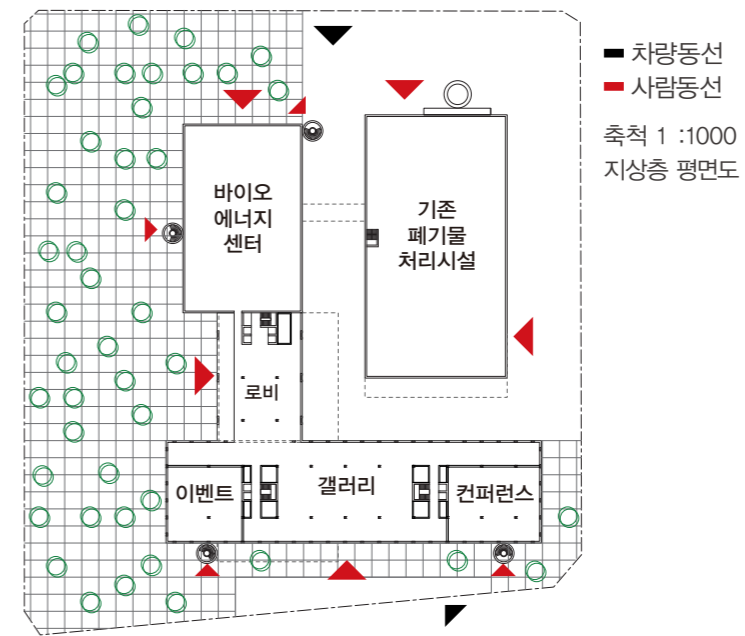 차량동선
사람동선
축척 1 :1000
지상층 평면도
바이오
에너지
센터
기존
폐기물
처리시설
로비
이벤트
갤러리
컨퍼런스